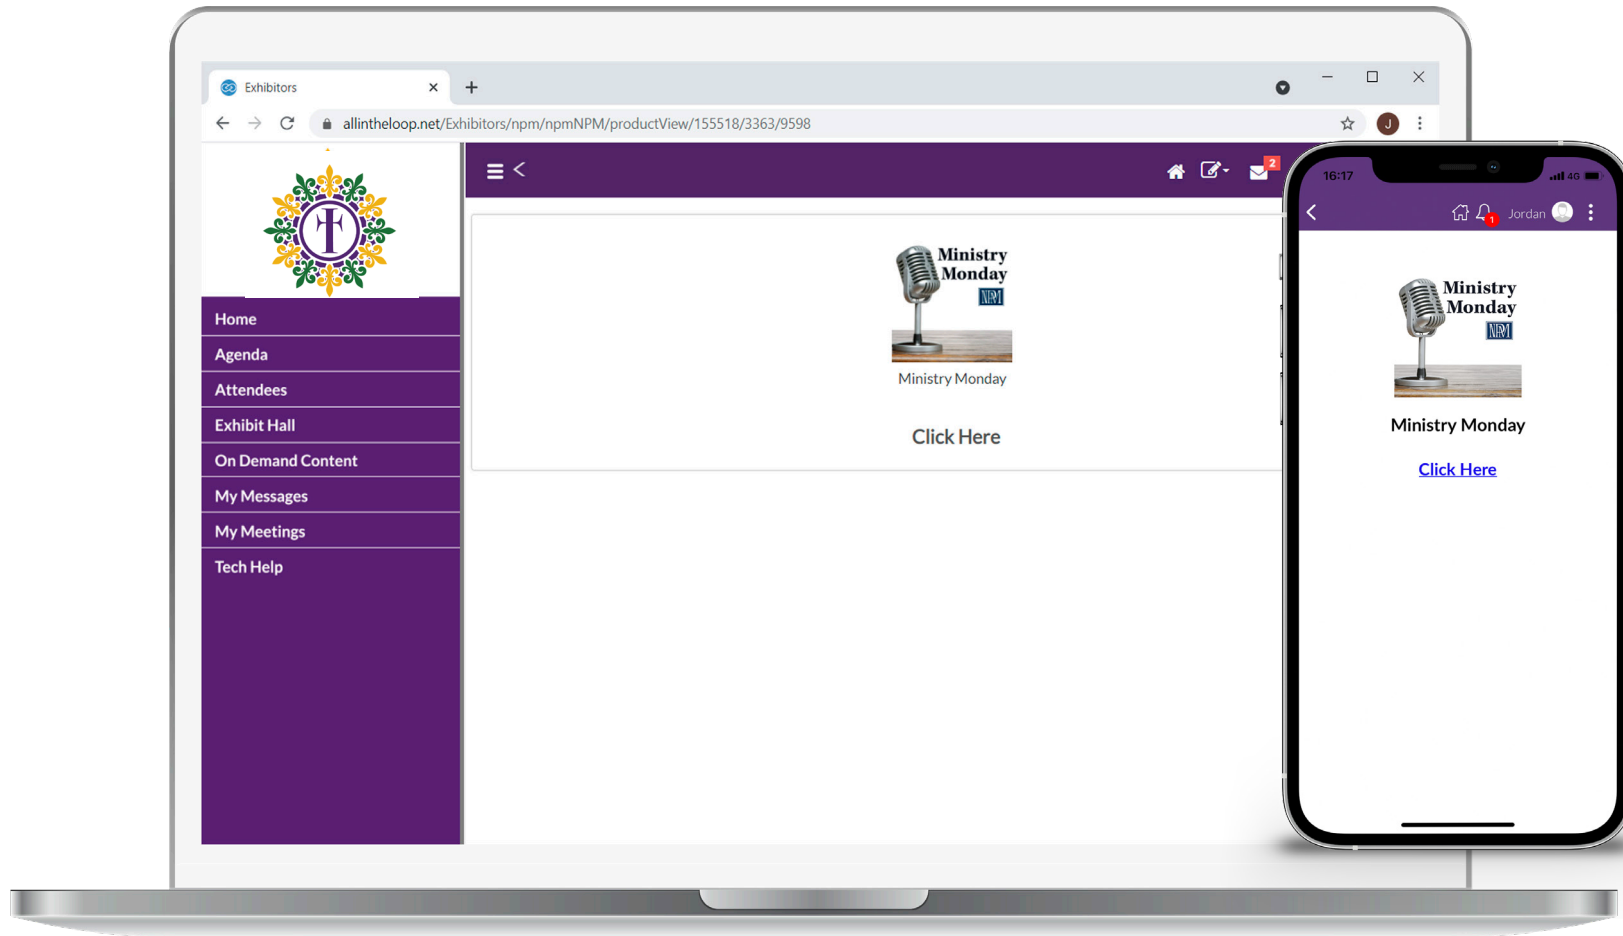 Exhibitors
allintheloop.net/Exhibitors/npm/npmNPM/productView/155518/3363/9598
J
T
2
Home
Agenda
Attendees
Exhibit Hall
On Demand Content
My Messages
My Meetings
Tech Help
Ministry
Monday
NPM
Ministry Monday
Click Here
16:17
4G
1
Jordan
Ministry
Monday
NPM
Ministry Monday
Click Here